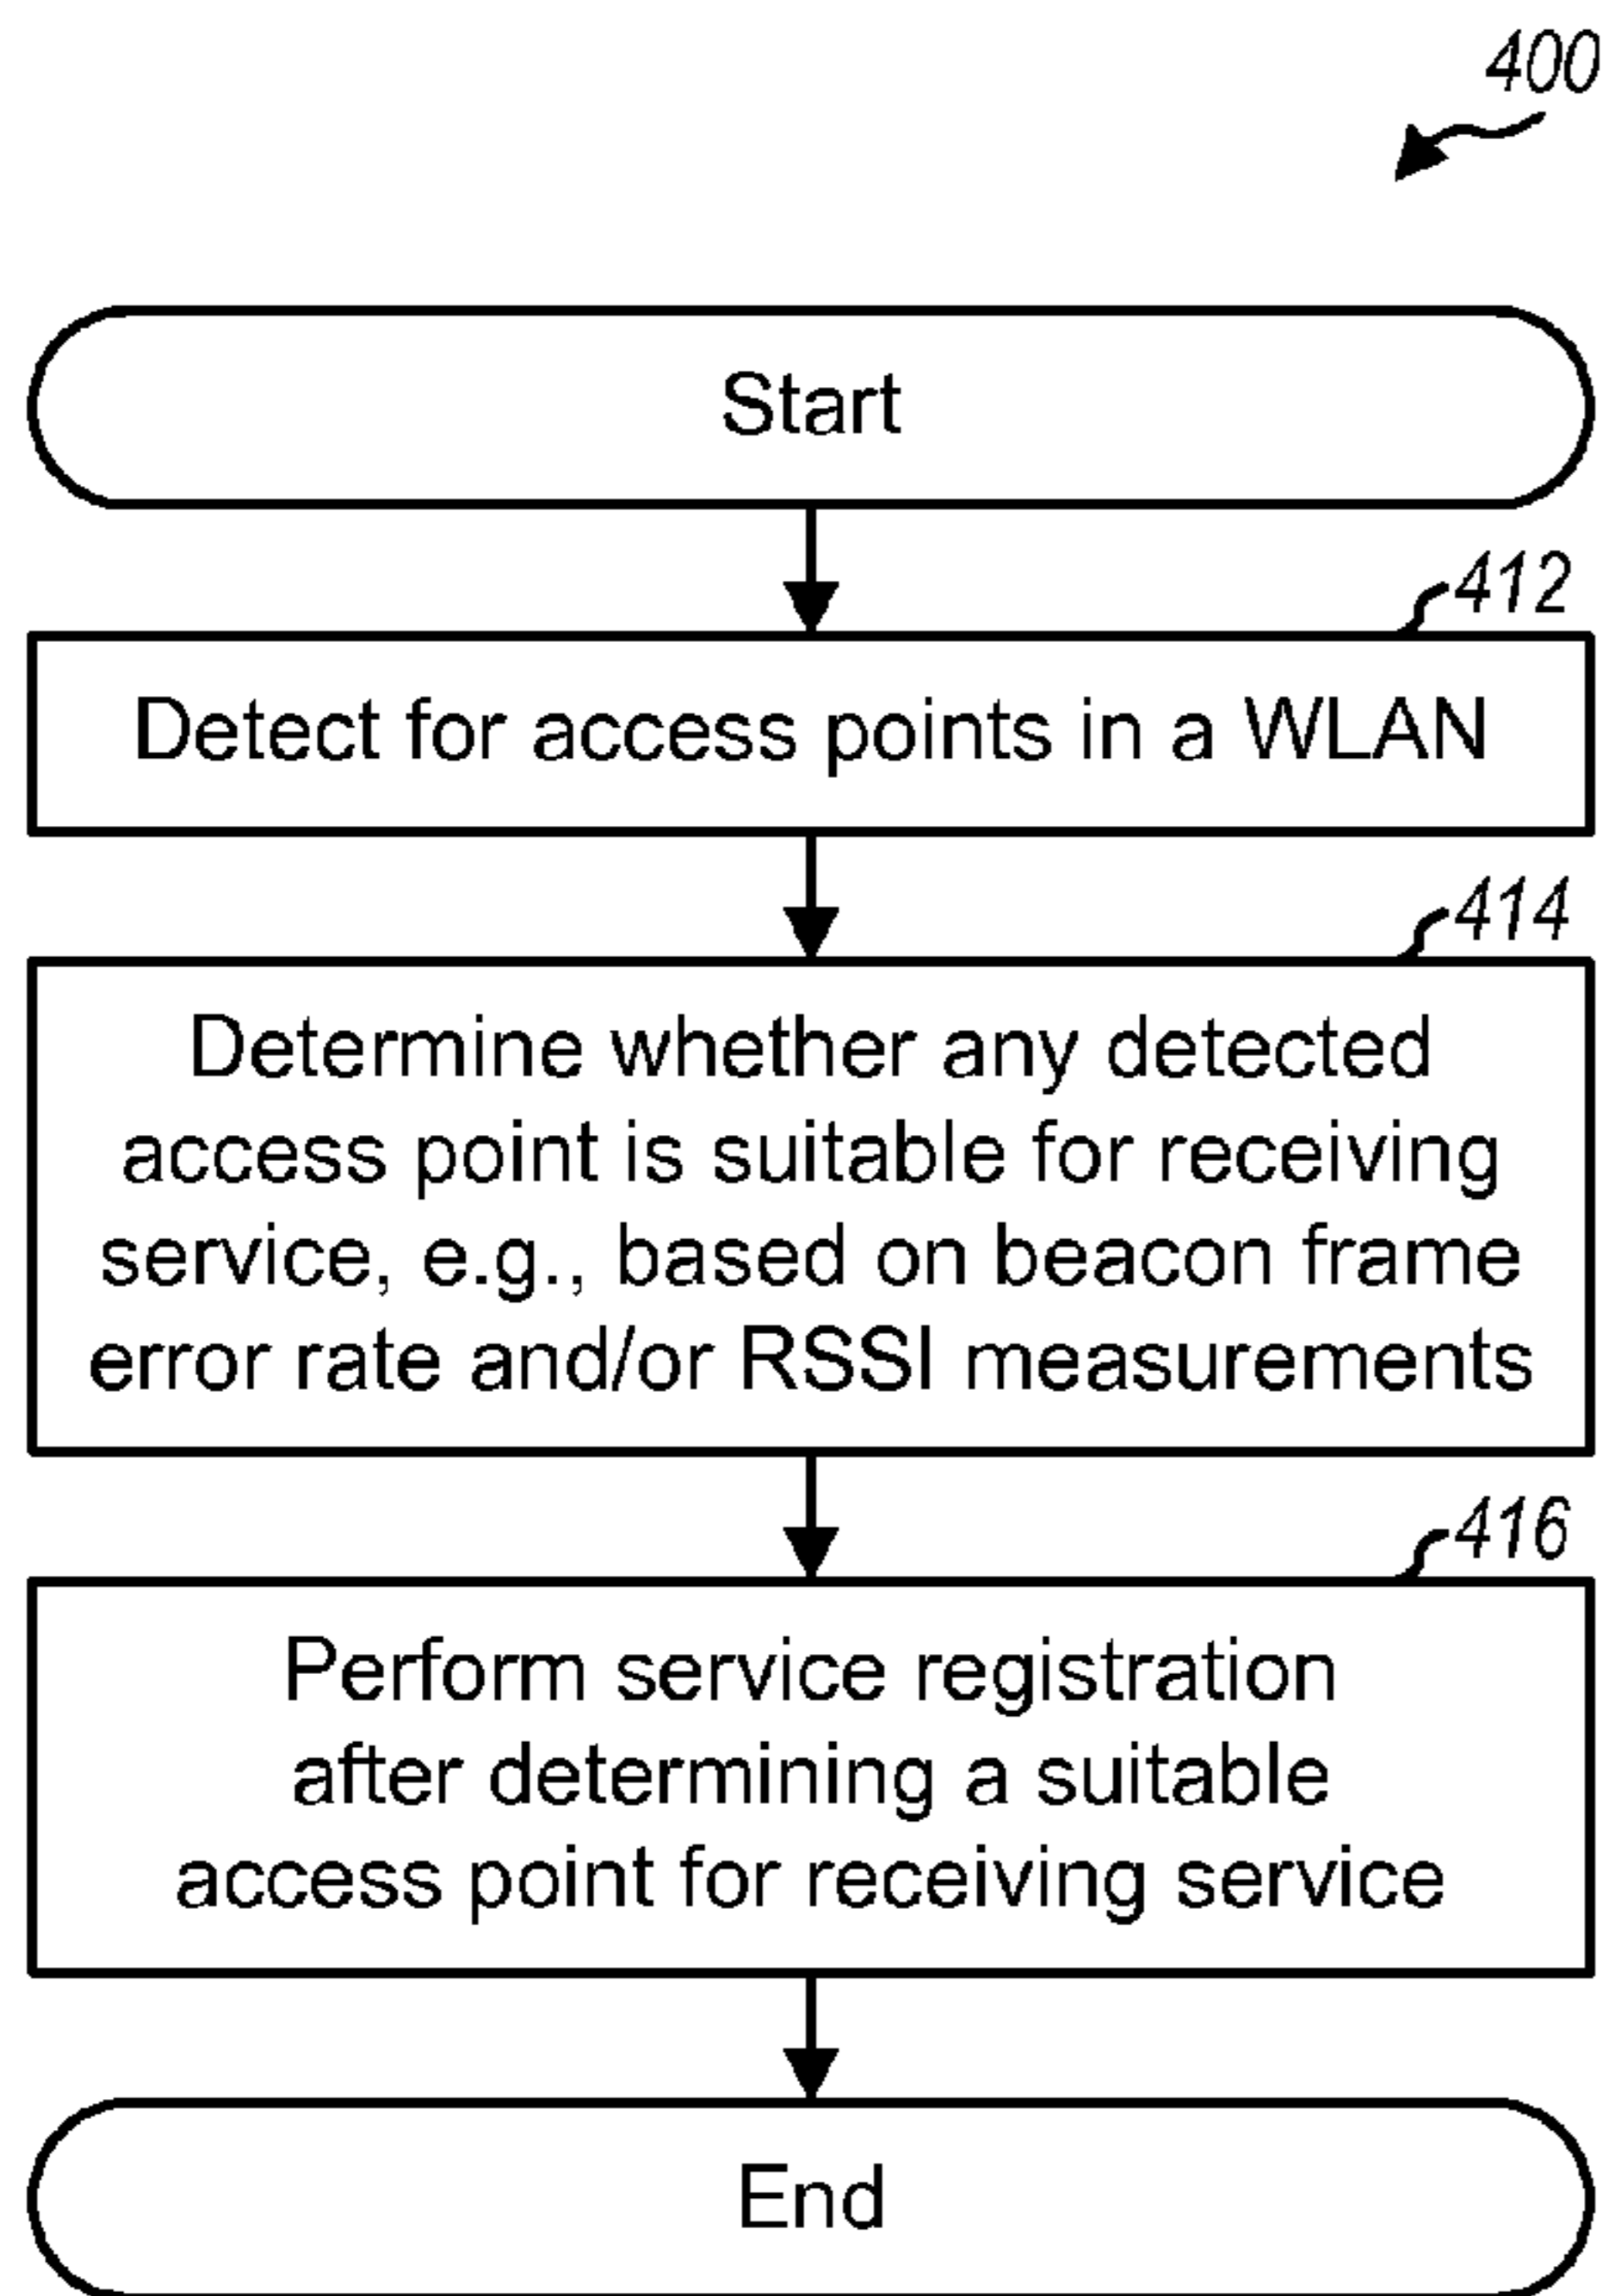 400
Start
412
Detect for access points in a WLAN
414
Determine whether any detected
access point is suitable for receiving
service, e.g., based on beacon frame
error rate and/or RSSI measurements
416
Perform service registration
after determining a suitable
access point for receiving service
End